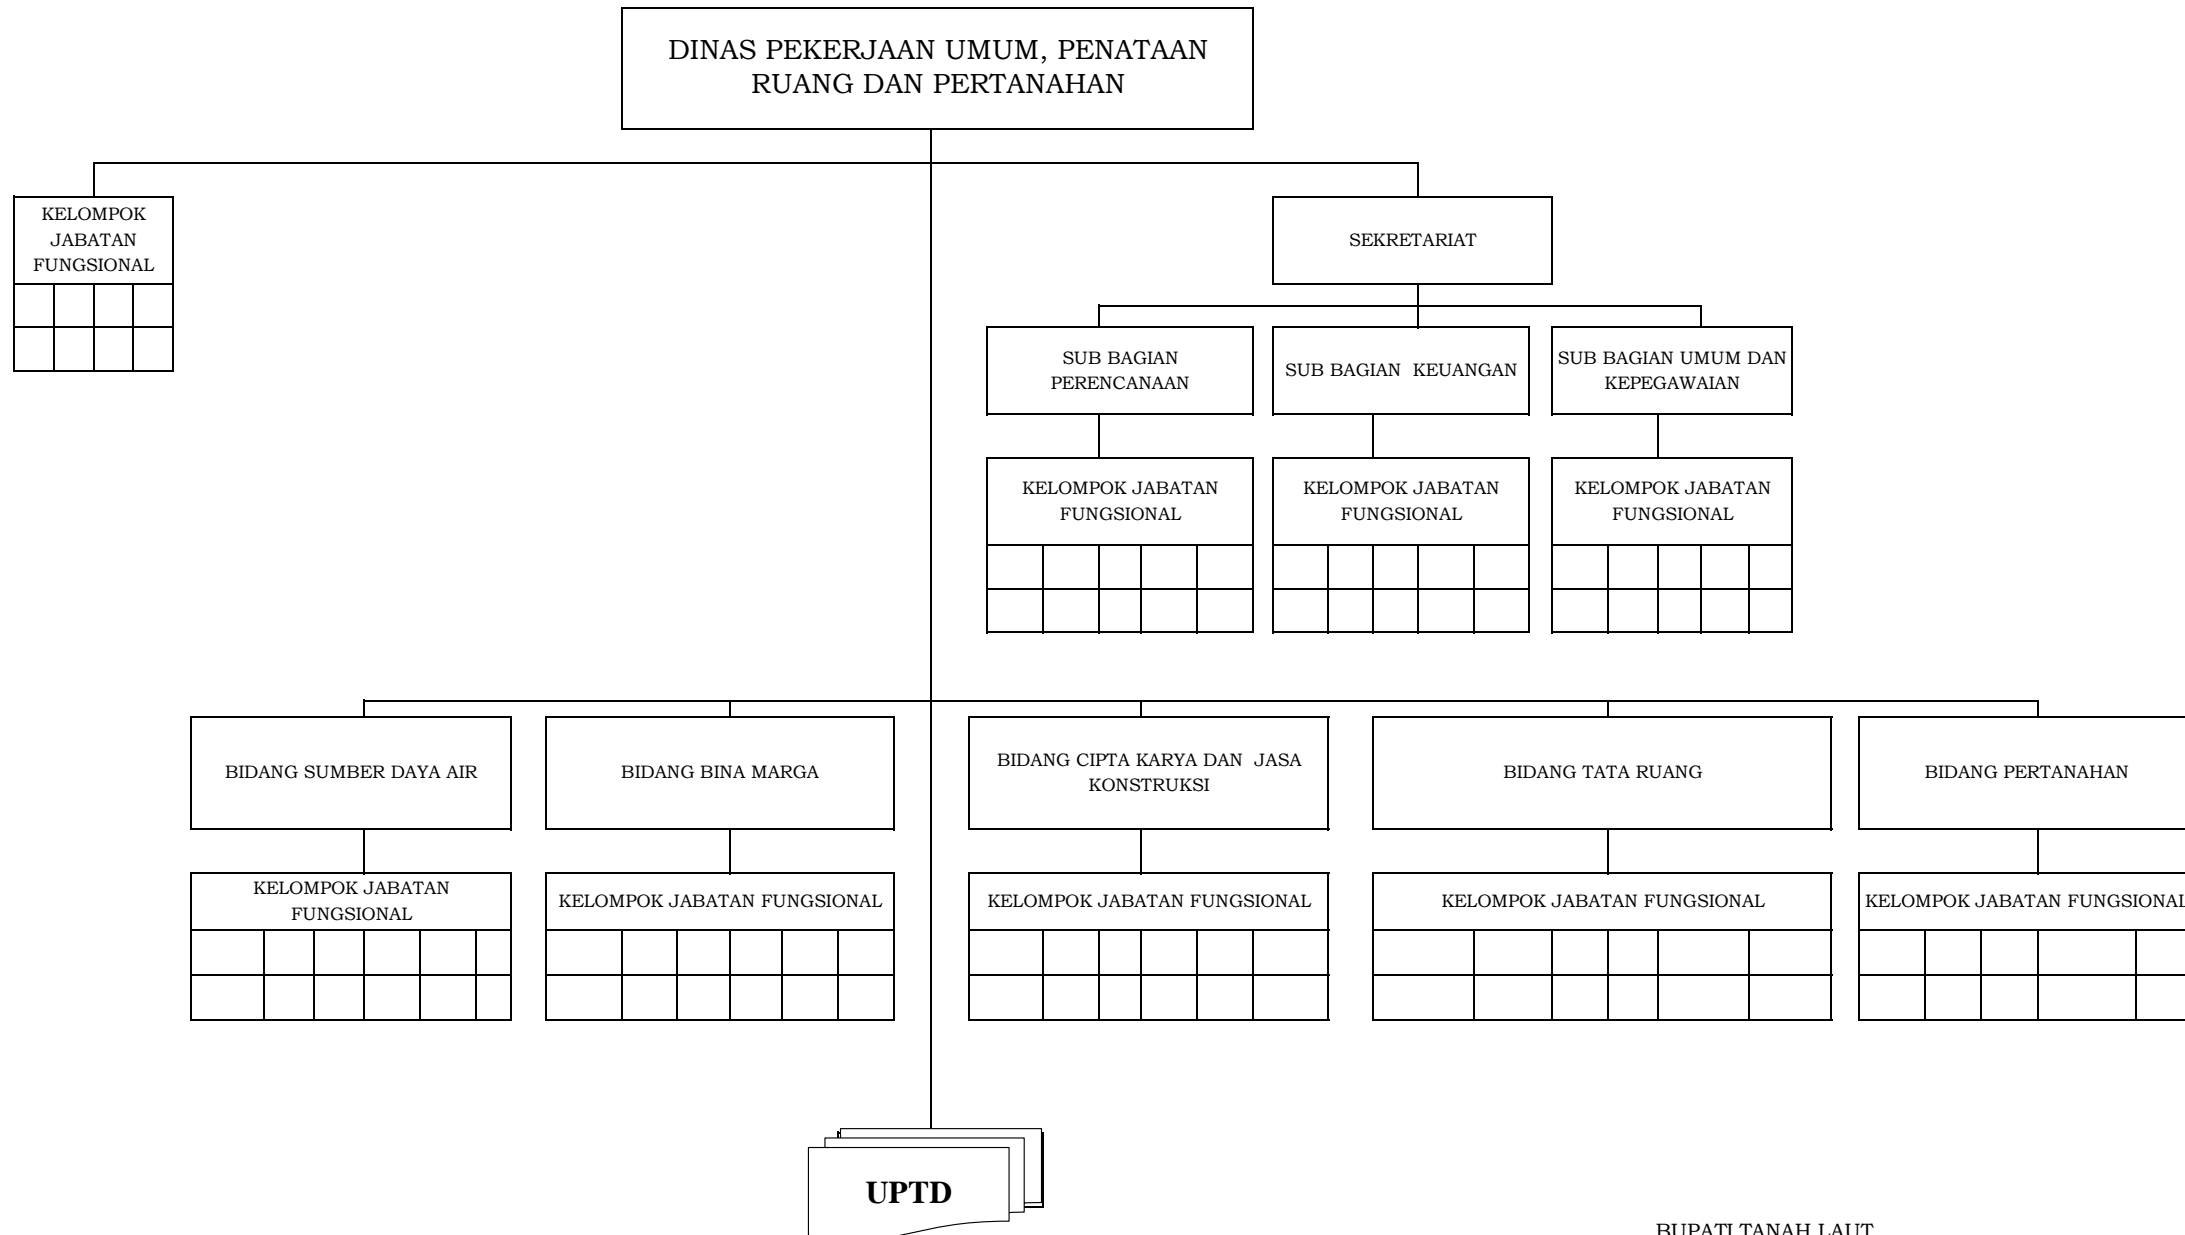 DINAS PEKERJAAN UMUM, PENATAAN
RUANG DAN PERTANAHAN
KELOMPOK
JABATAN
FUNGSIONAL
SEKRETARIAT
SUB BAGIAN
PERENCANAAN
SUB BAGIAN KEUANGAN
SUB BAGIAN UMUM DAN
KEPEGAWAIAN
KELOMPOK JABATAN
FUNGSIONAL
KELOMPOK JABATAN
FUNGSIONAL
KELOMPOK JABATAN
FUNGSIONAL
BIDANG SUMBER DAYA AIR
BIDANG BINA MARGA
BIDANG CIPTA KARYA DAN JASA
KONSTRUKSI
BIDANG TATA RUANG
BIDANG PERTANAHAN
KELOMPOK JABATAN
FUNGSIONAL
KELOMPOK JABATAN FUNGSIONAL
KELOMPOK JABATAN FUNGSIONAL
KELOMPOK JABATAN FUNGSIONAL
KELOMPOK JABATAN FUNGSIONAL
UPTD
BUPATI TANAH LAUT